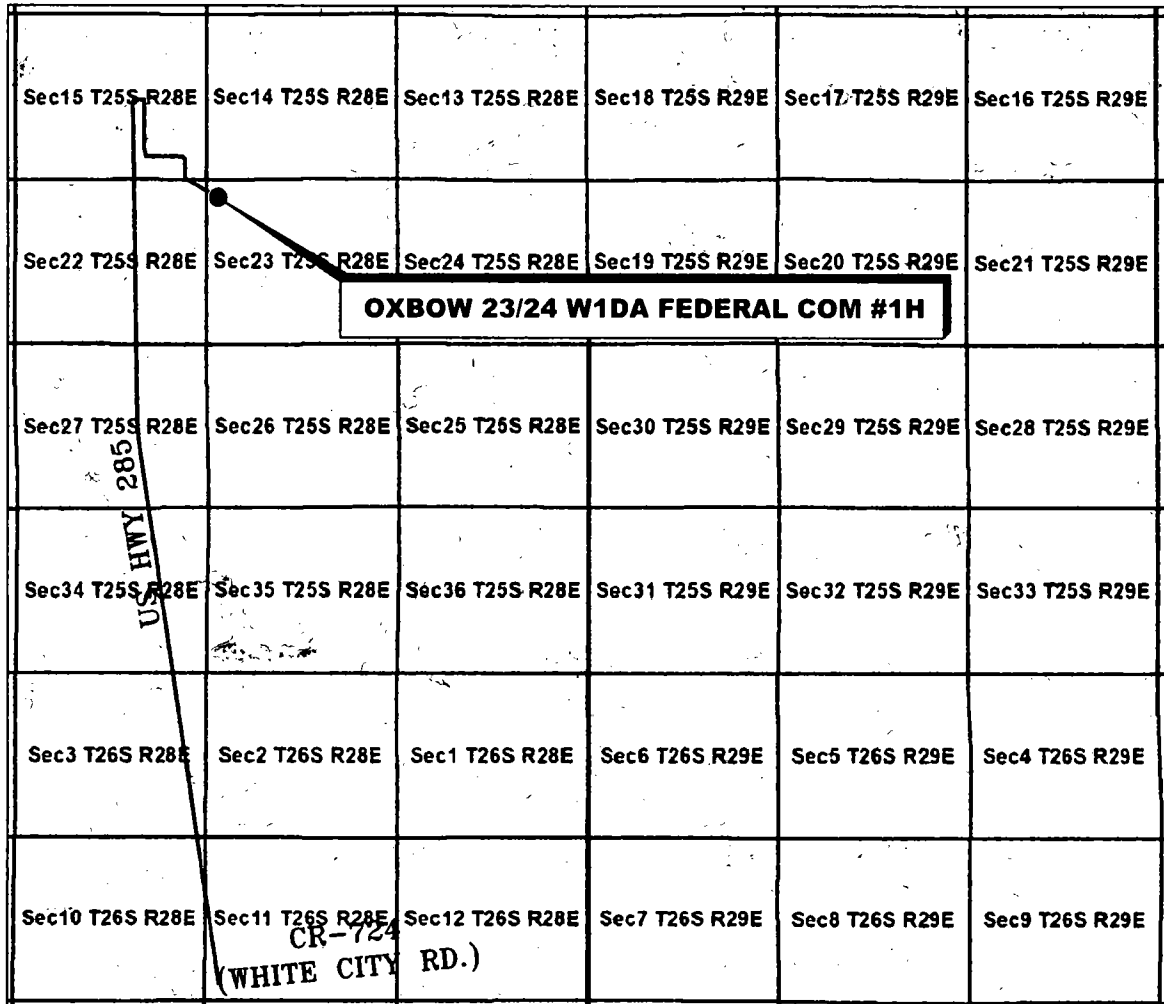 Sec15 T25S R28E Sec14 T25S R28E Sec13 T25S R28E Sec18 T25S R29E Sec17 T25S R29E Sec16 T25S R29E
Sec22 T25S R28E Sec23 T25S R28E Sec24 T25S R28E Sec19 T25S R29E Sec20 T25S R29E Sec21 T25S R29E
OXBOW 23/24 W1DA FEDERAL COM #1H
Sec27 T25S R28E Sec26 T25S R28E Sec25 T25S R28E Sec30 T25S R29E Sec29 T25S R29E Sec28 T25S R29E
US HWY 285
Sec34 T25S R28E Sec35 T25S R28E Sec36 T25S R28E Sec31 T25S R29E Sec32 T25S R29E Sec33 T25S R29E
Sec3 T26S R28E Sec2 T26S R28E Sec1 T26S R28E Sec6 T26S R29E Sec5 T26S R29E Sec4 T26S R29E
Sec10 T26S R28E Sec11 T26S R28E Sec12 T26S R28E Sec7 T26S R29E Sec8 T26S R29E Sec9 T26S R29E
CR-724
(WHITE CITY RD.)